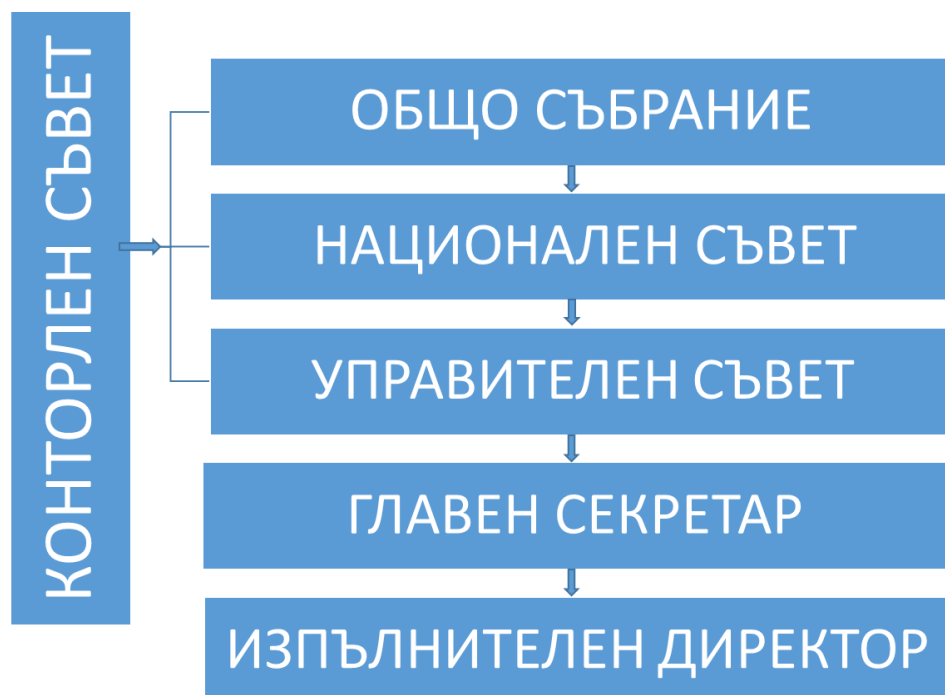 КОНТОРЛЕН СЪВЕТ
ОБЩО СЪБРАНИЕ
НАЦИОНАЛЕН СЪВЕТ
УПРАВИТЕЛЕН СЪВЕТ
ГЛАВЕН СЕКРЕТАР
ИЗПЪЛНИТЕЛЕН ДИРЕКТОР